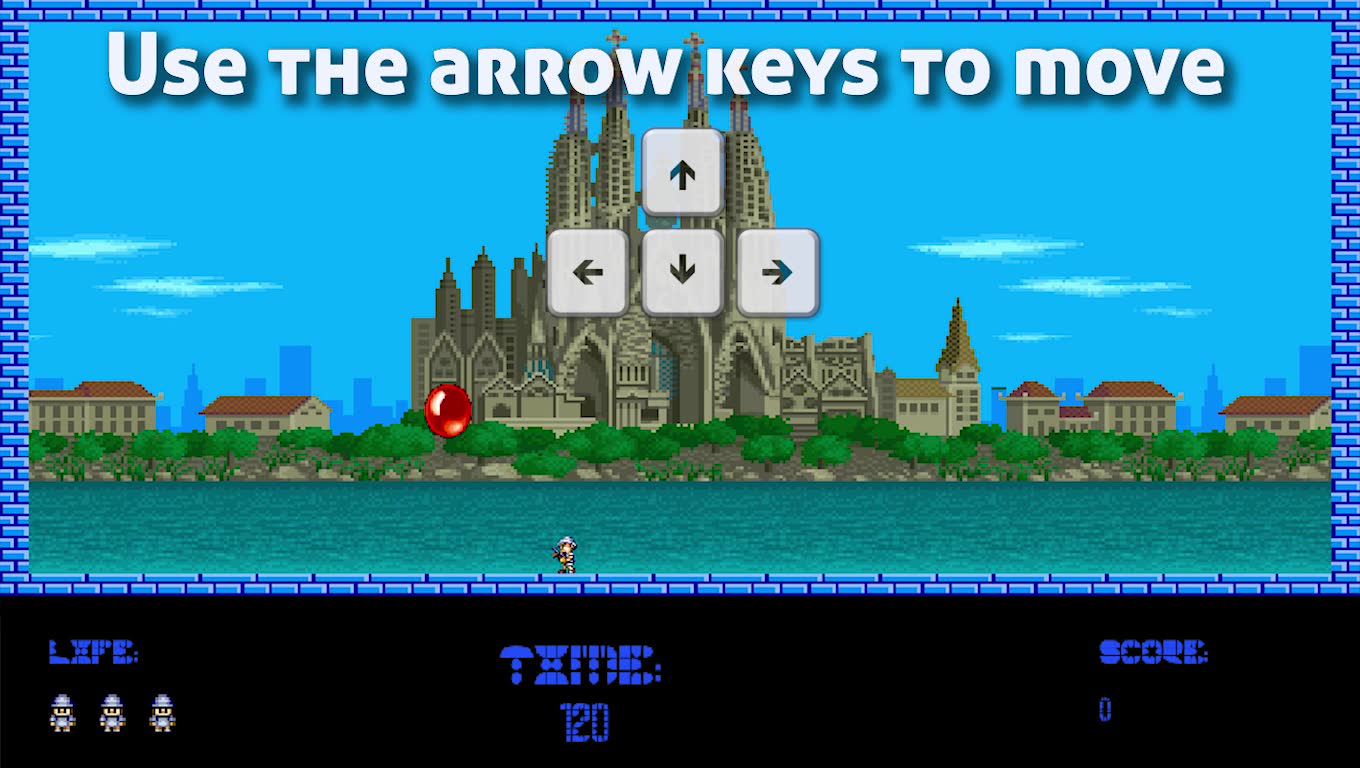 Use the arrow keys to move
↑
← ↓ →
LIFE:
TIME:
SCORE:
120
0